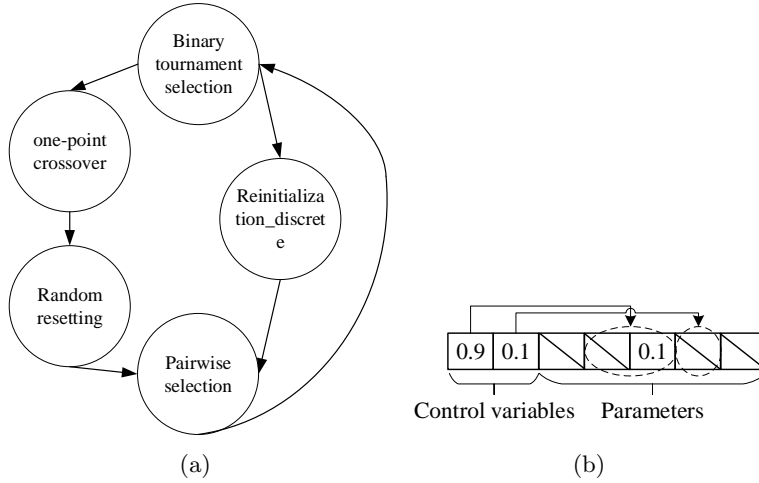 Binary
tournament
selection
one-point
crossover
Reinitializa
tion_discret
e
Random
resetting
Pairwise
selection
(a)
0.9 0.1 0.1
Control variables Parameters
(b)